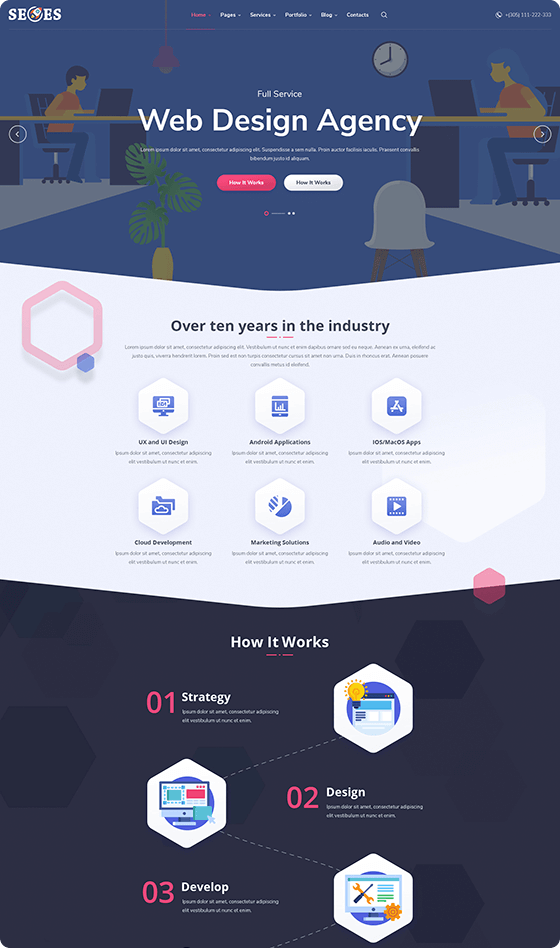 SEOES
Home Pages Services Portfolio Blog Contacts
+(305) 111-222-333
Full Service
Web Design Agency
Lorem ipsum dolor sit amet, consectetur adipiscing elit. Suspendisse a sem nulla. Proin auctor facilisis iaculis. Praesent convallis
bibendum justo id aliquam.
How It Works How It Works
Over ten years in the industry
Lorem ipsum dolor sit amet, consectetur adipiscing elit. Vestibulum ut nunc et enim dapibus ornare sed eu neque. Aenean ex urna, eleifend ac
justo quis, viverra hendrerit lorem. Proin sed est non turpis consectetur cursus sit amet non urna. Duis in rhoncus erat. Aenean posuere
convallis metus id eleifend.
UX and UI Design Android Applications IOS/MacOS Apps
Ipsum dolor sit amet, consectetur adipiscing Ipsum dolor sit amet, consectetur adipiscing Ipsum dolor sit amet, consectetur adipiscing
elit vestibulum ut nunc et enim. elit vestibulum ut nunc et enim. elit vestibulum ut nunc et enim.
Cloud Development Marketing Solutions Audio and Video
Ipsum dolor sit amet, consectetur adipiscing Ipsum dolor sit amet, consectetur adipiscing Ipsum dolor sit amet, consectetur adipiscing
elit vestibulum ut nunc et enim. elit vestibulum ut nunc et enim. elit vestibulum ut nunc et enim.
How It Works
01 Strategy
Ipsum dolor sit amet, consectetur adipiscing
elit vestibulum ut nunc et enim.
02 Design
Ipsum dolor sit amet, consectetur adipiscing
elit vestibulum ut nunc et enim.
03 Develop
Ipsum dolor sit amet, consectetur adipiscing
elit vestibulum ut nunc et enim.